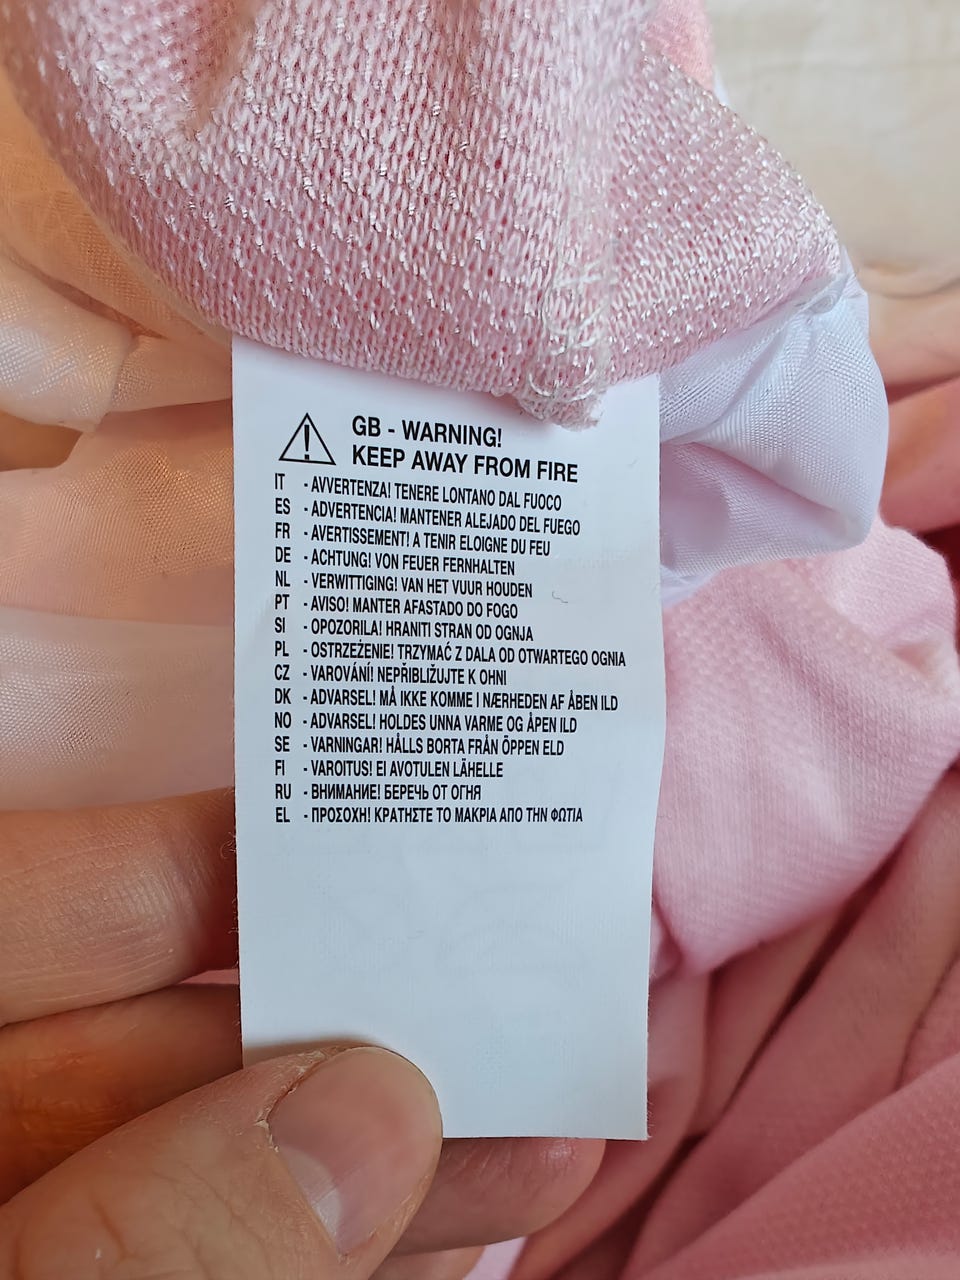 GB - WARNING!
KEEP AWAY FROM FIRE
IT - AVVERTENZA! TENERE LONTANO DAL FUOCO
ES - ADVERTENCIA! MANTENER ALEJADO DEL FUEGO
FR - AVERTISSEMENT! A TENIR ELOIGNE DU FEU
DE - ACHTUNG! VON FEUER FERNHALTEN
NL - VERWITTIGING! VAN HET VUUR HOUDEN
PT - AVISO! MANTER AFASTADO DO FOGO
SI - OPOZORILA! HRANITI STRAN OD OGNJA
PL - OSTRZEŻENIE! TRZYMAĆ Z DALA OD OTWARTEGO OGNIA
CZ - VAROVÁNÍ! NEPŘIBLIŽUJTE K OHNI
DK - ADVARSEL! MÅ IKKE KOMME I NÆRHEDEN AF ÅBEN ILD
NO - ADVARSEL! HOLDES UNNA VARME OG ÅPEN ILD
SE - VARNINGAR! HÅLLS BORTA FRÅN ÖPPEN ELD
FI - VAROITUS! EI AVOTULEN LÄHELLE
RU - ВНИМАНИЕ! БЕРЕЧЬ ОТ ОГНЯ
EL - ΠΡΟΣΟΧΗ! ΚΡΑΤΗΣΤΕ ΤΟ ΜΑΚΡΙΑ ΑΠΟ ΤΗΝ ΦΩΤΙΑ